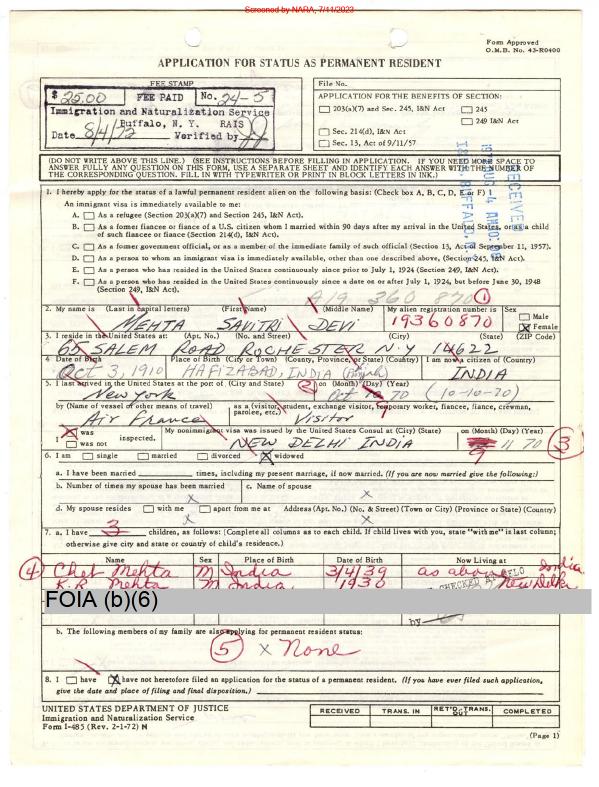 Screened by NARA, 7/11/2023
Form Approved
O.M.B. No. 43-R0400
APPLICATION FOR STATUS AS PERMANENT RESIDENT
FEE STAMP
$ 25.00 FEE PAID No. 24-5
Immigration and Naturalization Service
Buffalo, N. Y. RAIS
Date 8/4/72 Verified by
File No.
APPLICATION FOR THE BENEFITS OF SECTION:
203(a)(7) and Sec. 245, I&N Act 245
249 I&N Act
Sec. 214(d), I&N Act
Sec. 13, Act of 9/11/57
RECEIVED
(DO NOT WRITE ABOVE THIS LINE.) (SEE INSTRUCTIONS BEFORE FILLING IN APPLICATION. IF YOU NEED MORE SPACE TO
ANSWER FULLY ANY QUESTION ON THIS FORM, USE A SEPARATE SHEET AND IDENTIFY EACH ANSWER WITH THE NUMBER OF
THE CORRESPONDING QUESTION. FILL IN WITH TYPEWRITER OR PRINT IN BLOCK LETTERS IN INK.)
1. I hereby apply for the status of a lawful permanent resident alien on the following basis: (Check box A, B, C, D, E or F)
An immigrant visa is immediately available to me:
A. As a refugee (Section 203(a)(7) and Section 245, I&N Act).
B. As a former fiancee or fiance of a U.S. citizen whom I married within 90 days after my arrival in the United States, or as a child
of such fiancee or fiance (Section 214(d), I&N Act).
C. As a former government official, or as a member of the immediate family of such official (Section 13, Act of September 11, 1957).
D. As a person to whom an immigrant visa is immediately available, other than one described above, (Section 245, I&N Act).
E. As a person who has resided in the United States continuously since prior to July 1, 1924 (Section 249, I&N Act).
F. As a person who has resided in the United States continuously since a date on or after July 1, 1924, but before June 30, 1948
(Section 249, I&N Act).
A19 360 870 1
2. My name is (Last in capital letters) (First Name) (Middle Name) My alien registration number is Sex
MEHTA SAVITRI DEVI 19360870 Male
X Female
3. I reside in the United States at: (Apt. No.) (No. and Street) (City) (State) (ZIP Code)
65 SALEM ROAD ROCHESTER N.Y 14622
4 Date of Birth Place of Birth (City or Town) (County, Province, or State) (Country) I am now a citizen of (Country)
Oct 3, 1910 HAFIZABAD, INDIA INDIA
5. I last arrived in the United States at the port of (City and State) 2 on (Month) (Day) (Year)
New York Oct 10 70 (10-10-70)
by (Name of vessel or other means of travel) as a (visitor, student, exchange visitor, temporary worker, fiancee, fiance, crewman,
parolee, etc.)
Air France Visitor
X was
was not inspected.
My nonimmigrant visa was issued by the United States Consul at (City) (State) on (Month) (Day) (Year)
NEW DELHI INDIA 9 11 70 3
6. I am single married divorced X widowed
a. I have been married times, including my present marriage, if now married. (If you are now married give the following:)
b. Number of times my spouse has been married c. Name of spouse
X X
d. My spouse resides with me apart from me at Address (Apt. No.) (No. & Street) (Town or City) (Province or State) (Country)
X X
7. a. I have 3 children, as follows: (Complete all columns as to each child. If child lives with you, state "with me" in last column;
otherwise give city and state or country of child's residence.)
Name Sex Place of Birth Date of Birth Now Living at
4 Chet Mehta M India 3/4/39 as above
K.R. Mehta M India 1930 New Delhi India
FOIA (b)(6)
by
b. The following members of my family are also applying for permanent resident status:
5 X None
8. I have X have not heretofore filed an application for the status of a permanent resident. (If you have ever filed such application,
give the date and place of filing and final disposition.)
UNITED STATES DEPARTMENT OF JUSTICE
Immigration and Naturalization Service
Form I-485 (Rev. 2-1-72) N
RECEIVED TRANS. IN RET'D-TRANS. OUT COMPLETED
(Page 1)